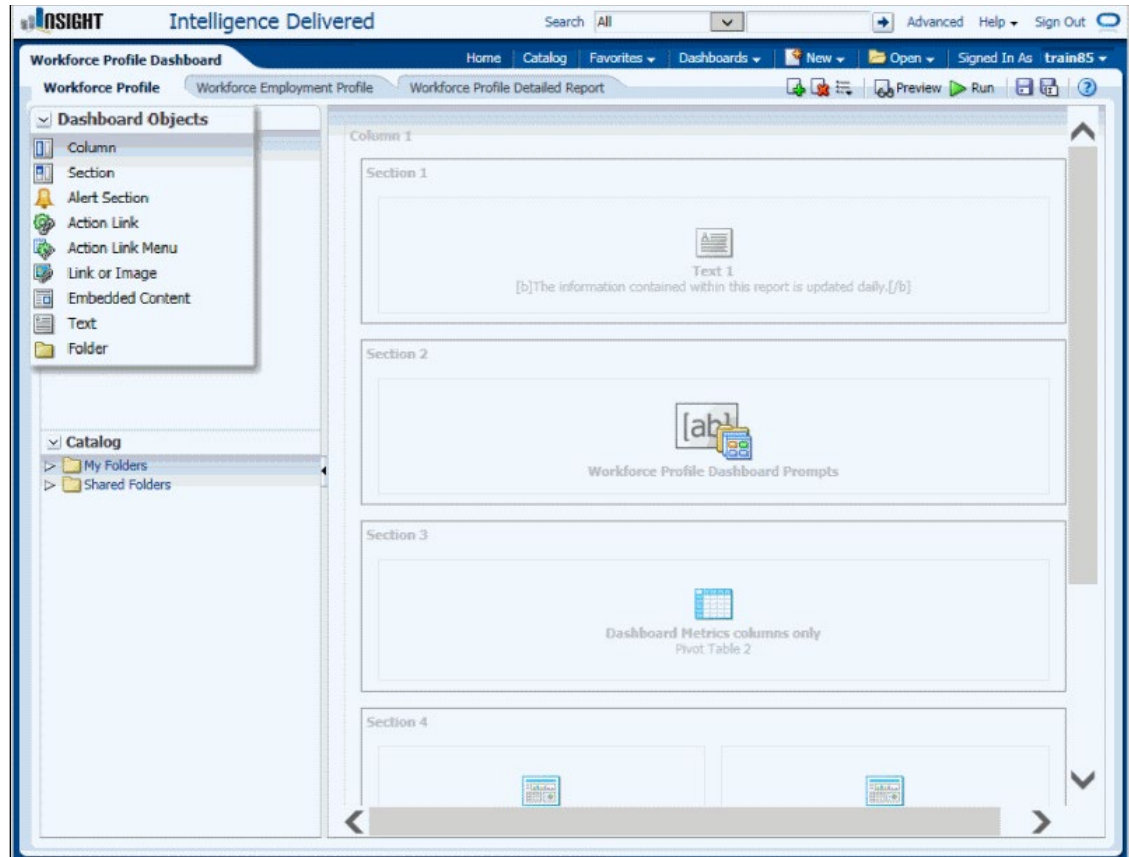 INSIGHT Intelligence Delivered Search All Advanced Help Sign Out
Workforce Profile Dashboard Home Catalog Favorites Dashboards New Open Signed In As train85
Workforce Profile Workforce Employment Profile Workforce Profile Detailed Report Preview Run
Dashboard Objects
Column
Section
Alert Section
Action Link
Action Link Menu
Link or Image
Embedded Content
Text
Folder
Catalog
My Folders
Shared Folders
Column 1
Section 1
Text 1
[b]The information contained within this report is updated daily.[/b]
Section 2
[ab]
Workforce Profile Dashboard Prompts
Section 3
Dashboard Metrics columns only
Pivot Table 2
Section 4